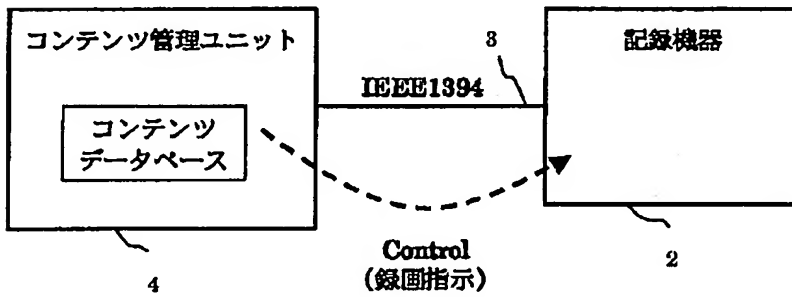 コンテンツ管理ユニット
3
記録機器
IEEE1394
コンテンツ
データベース
Control
(録画指示)
4
2